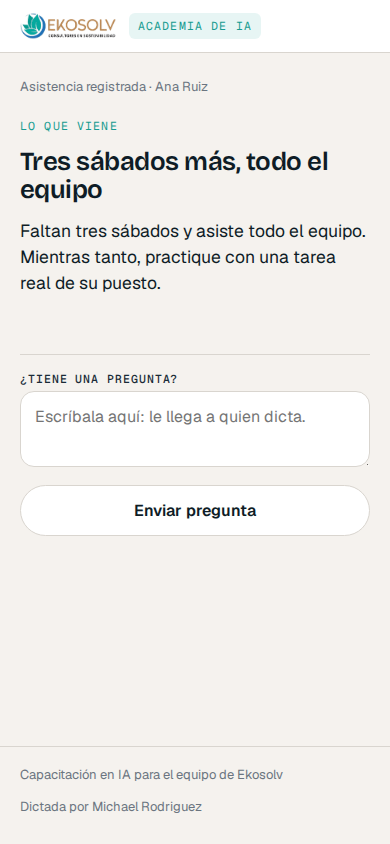 EKOSOLV
ACADEMIA DE IA
Asistencia registrada · Ana Ruiz
LO QUE VIENE
Tres sábados más, todo el
equipo
Faltan tres sábados y asiste todo el equipo.
Mientras tanto, practique con una tarea
real de su puesto.
¿TIENE UNA PREGUNTA?
Escríbala aquí: le llega a quien dicta.
Enviar pregunta
Capacitación en IA para el equipo de Ekosolv
Dictada por Michael Rodriguez